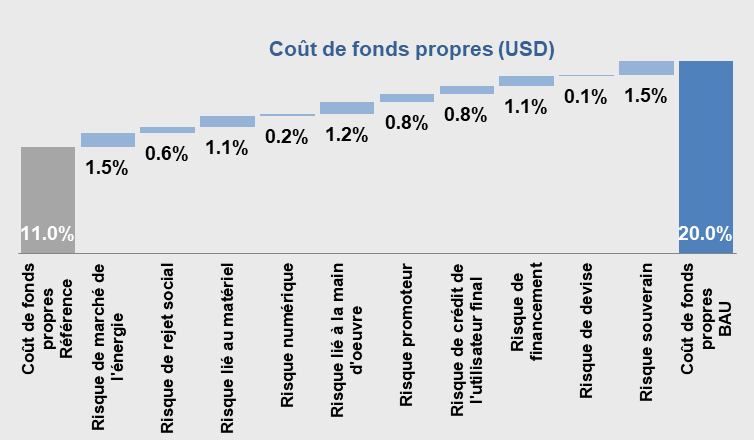 Coût de fonds propres (USD)
11.0%
1.5%
0.6%
1.1%
0.2%
1.2%
0.8%
0.8%
1.1%
0.1%
1.5%
20.0%
Coût de fonds
propres
Référence
Risque de marché de
l'énergie
Risque de rejet social
Risque lié au matériel
Risque numérique
Risque lié à la main
d'oeuvre
Risque promoteur
Risque de crédit de
l'utilisateur final
Risque de
financement
Risque de devise
Risque souverain
Coût de fonds
propres
BAU